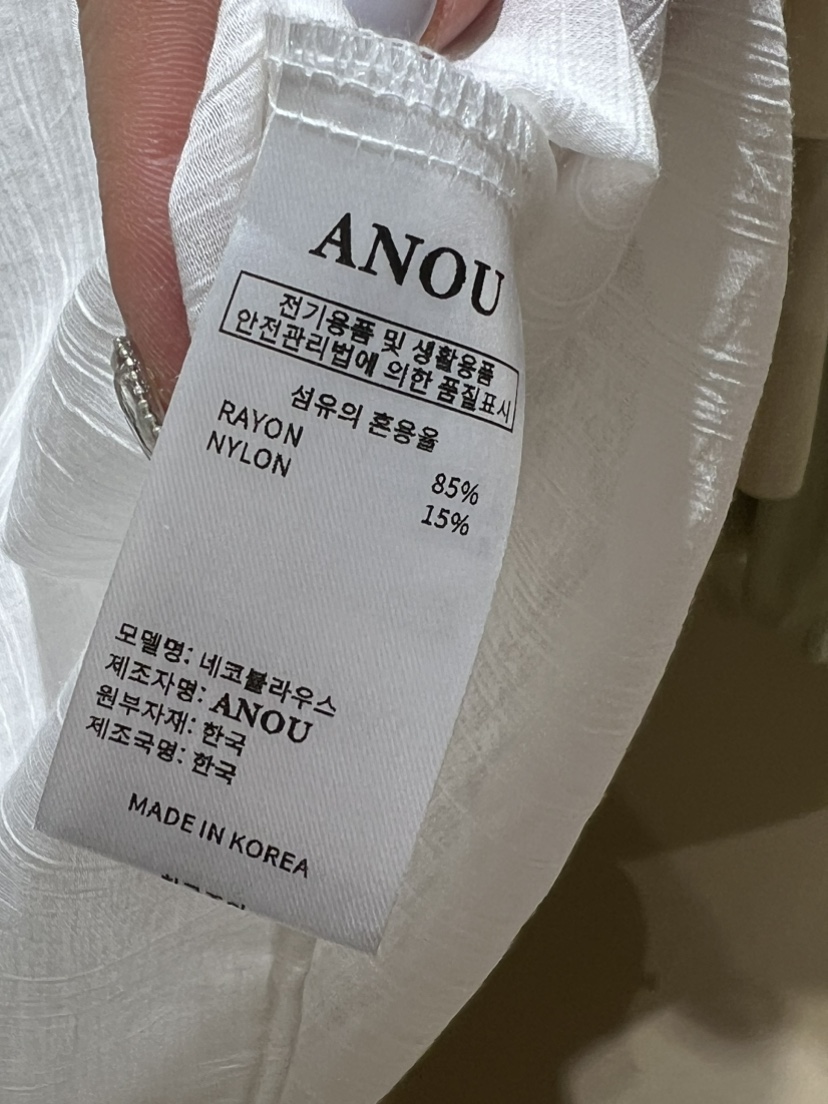 ANOU
전기용품 및 생활용품
안전관리법에 의한 품질표시
섬유의 혼용율
RAYON 85%
NYLON 15%
모델명: 네코블라우스
제조자명: ANOU
원부자재: 한국
제조국명: 한국
MADE IN KOREA